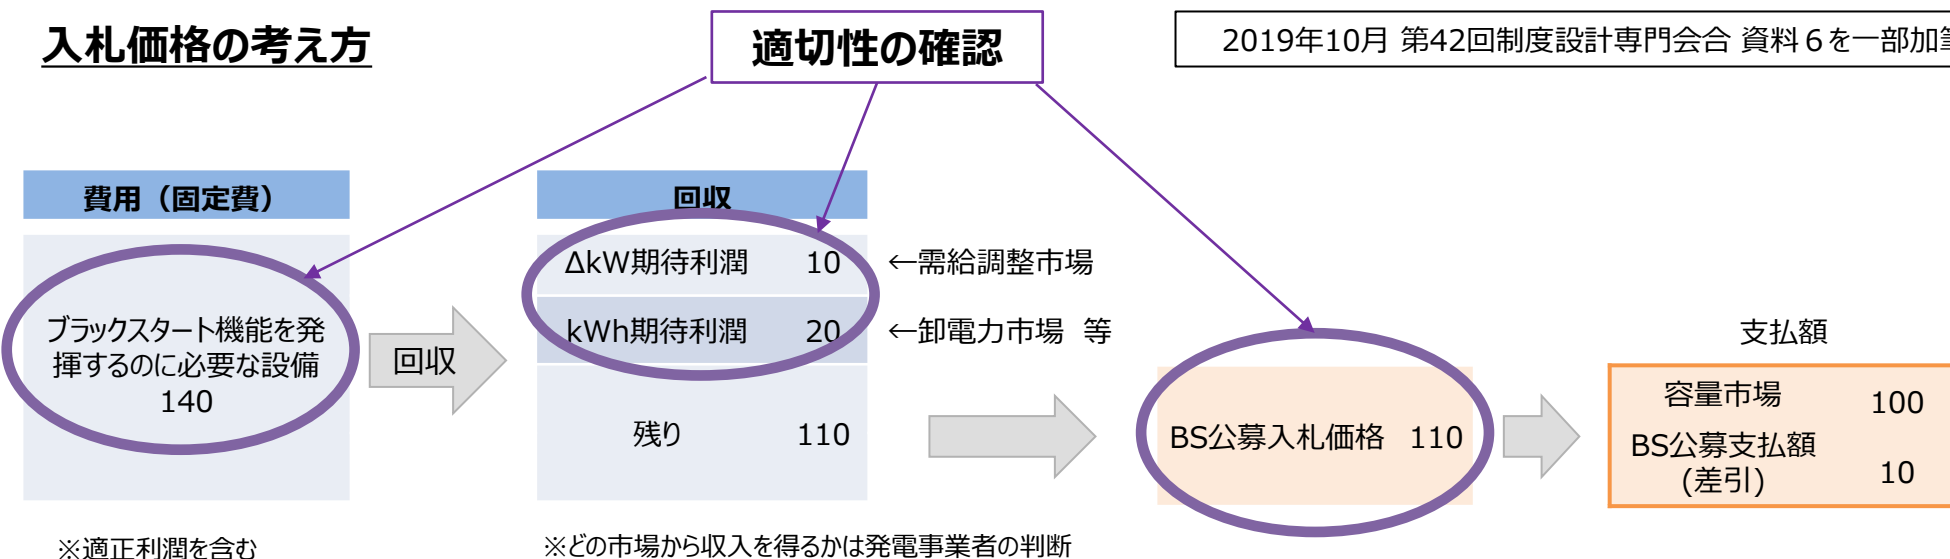 入札価格の考え方
適切性の確認
2019年10月 第42回制度設計専門会合 資料6を一部加筆
費用（固定費）
ブラックスタート機能を発
揮するのに必要な設備
140
※適正利潤を含む
回収
回収
ΔkW期待利潤 10
←需給調整市場
kWh期待利潤 20
←卸電力市場 等
残り 110
※どの市場から収入を得るかは発電事業者の判断
BS公募入札価格 110
支払額
容量市場 100
BS公募支払額
(差引) 10